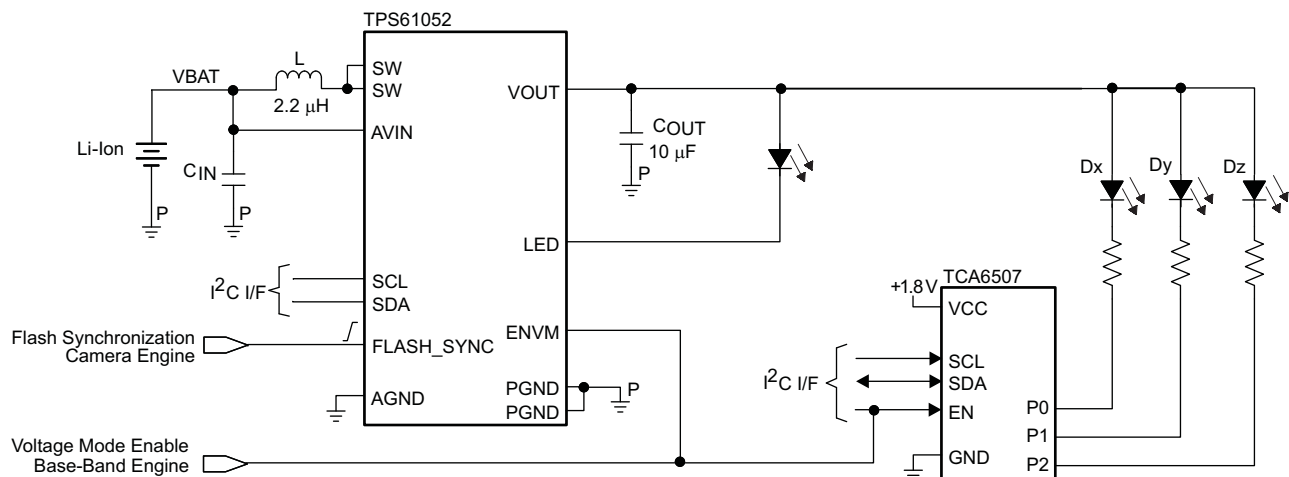 TPS61052
L
VBAT
2.2 μH
SW
SW
AVIN
VOUT
COUT
10 μF
P
Li-Ion
CIN
P
P
Dx
Dy
Dz
LED
I2C I/F
SCL
SDA
TCA6507
+1.8 V
VCC
Flash Synchronization
Camera Engine
FLASH_SYNC
ENVM
I2C I/F
SCL
SDA
EN
AGND
PGND
PGND
P
P0
P1
P2
GND
Voltage Mode Enable
Base-Band Engine